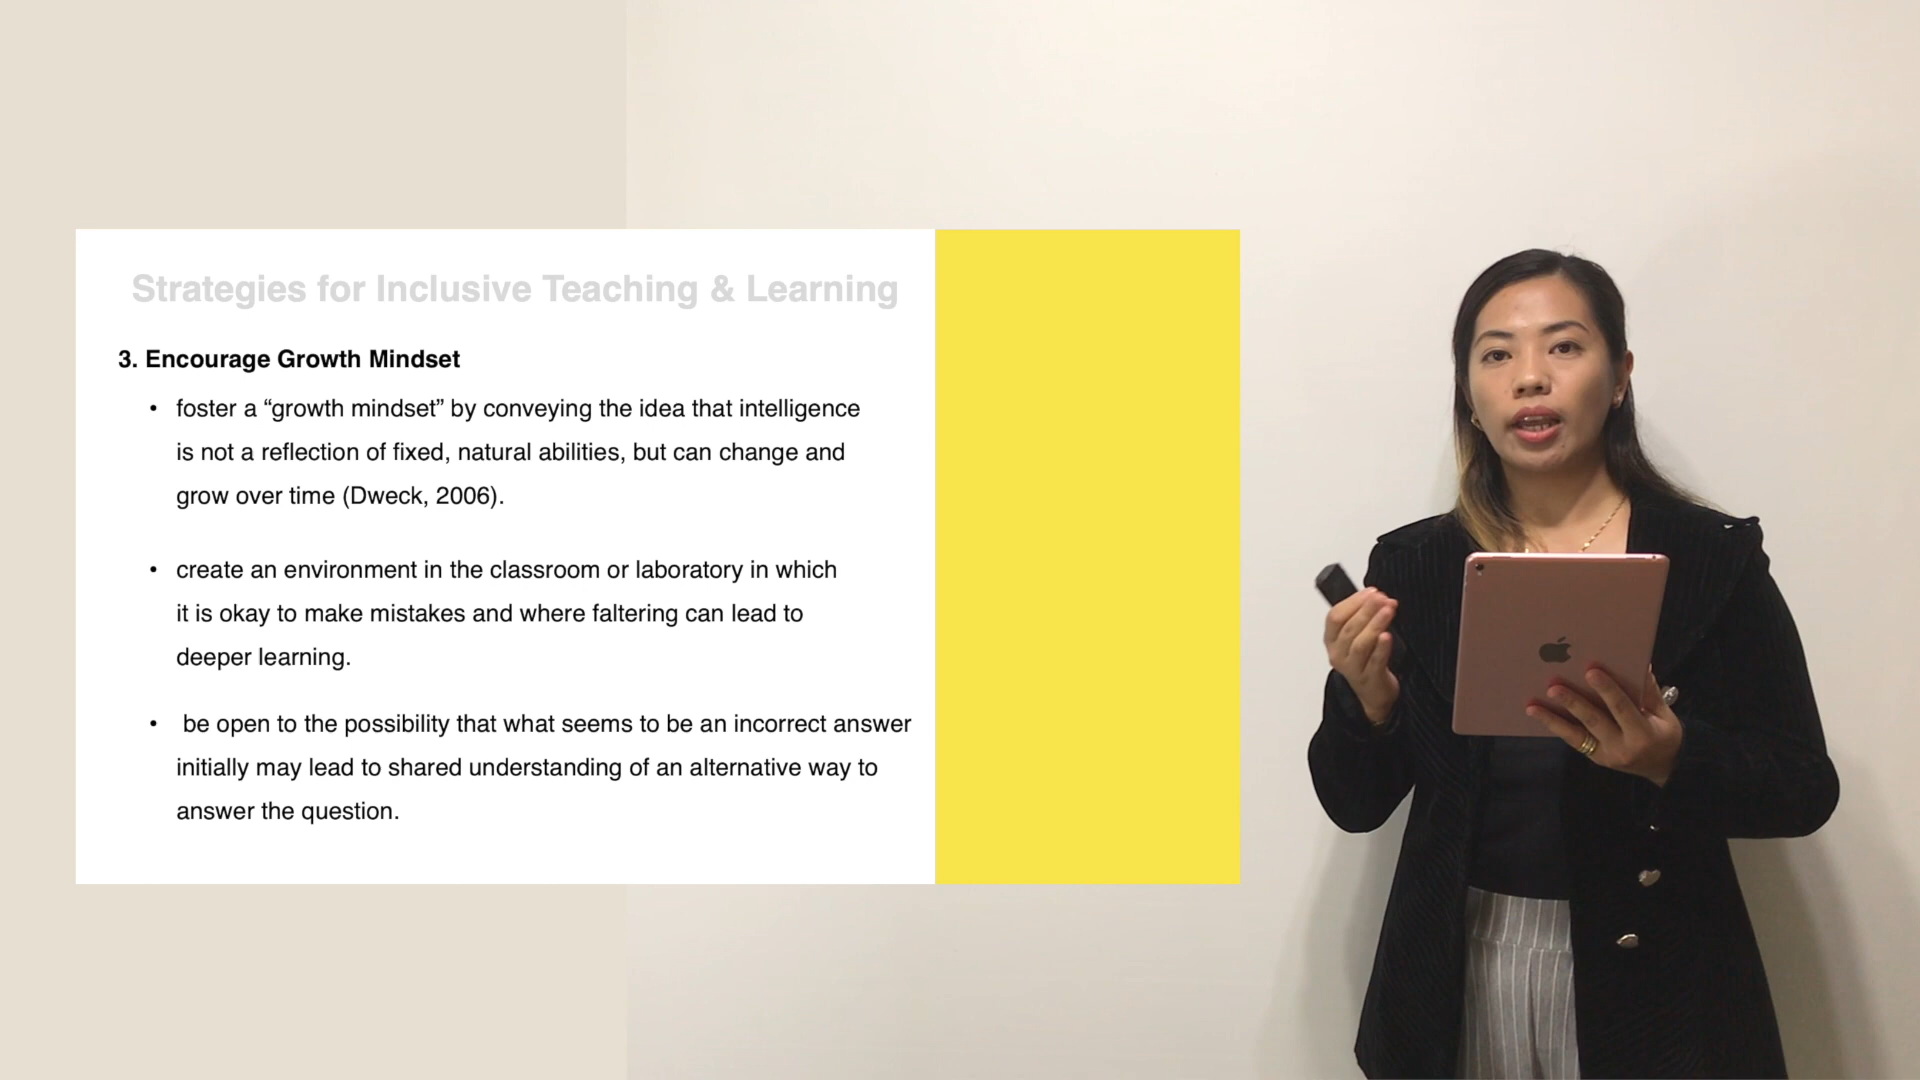 Strategies for Inclusive Teaching & Learning
3. Encourage Growth Mindset
• foster a “growth mindset” by conveying the idea that intelligence
is not a reflection of fixed, natural abilities, but can change and
grow over time (Dweck, 2006).
• create an environment in the classroom or laboratory in which
it is okay to make mistakes and where faltering can lead to
deeper learning.
• be open to the possibility that what seems to be an incorrect answer
initially may lead to shared understanding of an alternative way to
answer the question.